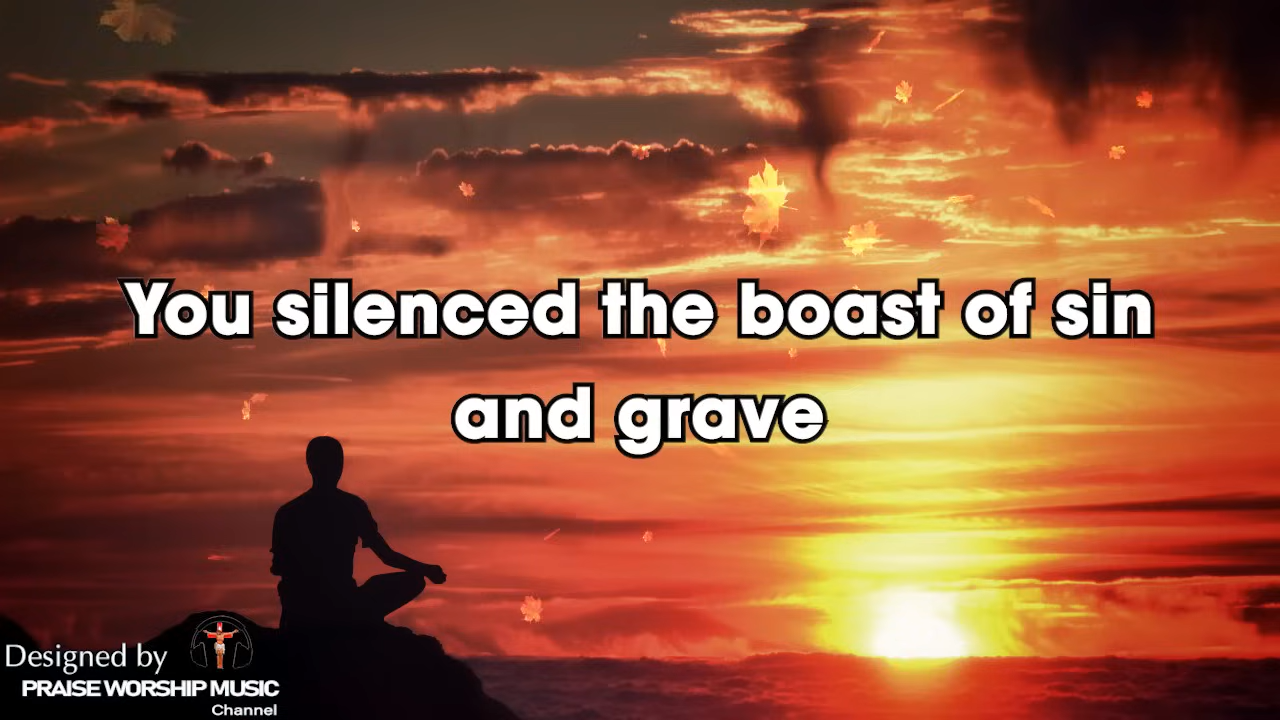 You silenced the boast of sin
and grave
Designed by
PRAISE WORSHIP MUSIC
Channel